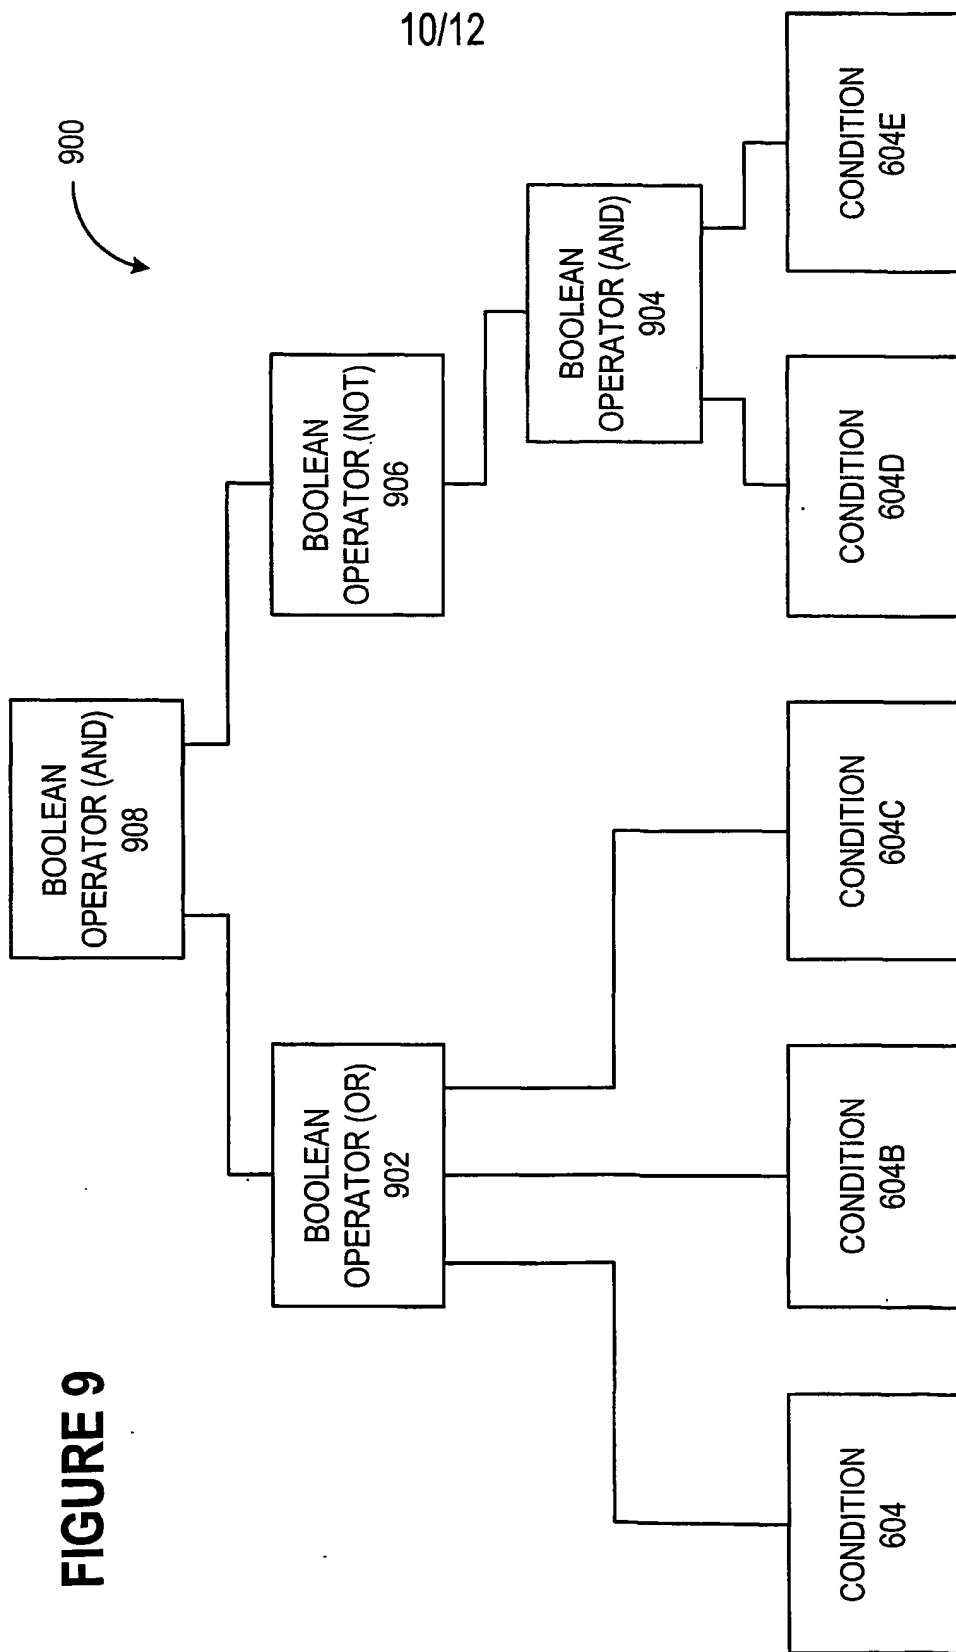 10/12
FIGURE 9
900
BOOLEAN
OPERATOR (AND)
908
BOOLEAN
OPERATOR (OR)
902
BOOLEAN
OPERATOR (NOT)
906
BOOLEAN
OPERATOR (AND)
904
CONDITION
604
CONDITION
604B
CONDITION
604C
CONDITION
604D
CONDITION
604E